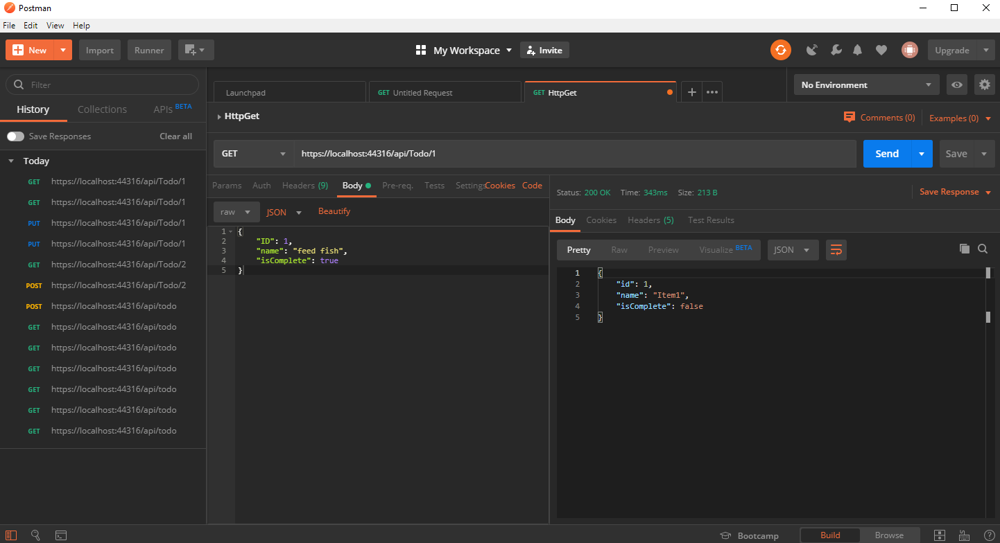 Postman
File Edit View Help
New Import Runner My Workspace Invite Upgrade
Filter
Launchpad GET Untitled Request GET HttpGet No Environment
History Collections APIs BETA
HttpGet Comments (0) Examples (0)
Save Responses Clear all
GET https://localhost:44316/api/Todo/1 Send Save
Today
GET https://localhost:44316/api/Todo/1
GET https://localhost:44316/api/Todo/1
PUT https://localhost:44316/api/Todo/1
PUT https://localhost:44316/api/Todo/1
GET https://localhost:44316/api/Todo/2
POST https://localhost:44316/api/Todo/2
POST https://localhost:44316/api/todo
GET https://localhost:44316/api/todo
GET https://localhost:44316/api/todo
GET https://localhost:44316/api/todo
GET https://localhost:44316/api/todo
GET https://localhost:44316/api/todo
GET https://localhost:44316/api/todo
Params Auth Headers (9) Body Pre-req. Tests Settings Cookies Code
raw JSON Beautify
1 {
2 "ID": 1,
3 "name": "feed fish",
4 "isComplete": true
5 }
Status: 200 OK Time: 343ms Size: 213 B Save Response
Body Cookies Headers (5) Test Results
Pretty Raw Preview Visualize BETA JSON
1 {
2 "id": 1,
3 "name": "Item1",
4 "isComplete": false
5 }
Bootcamp Build Browse